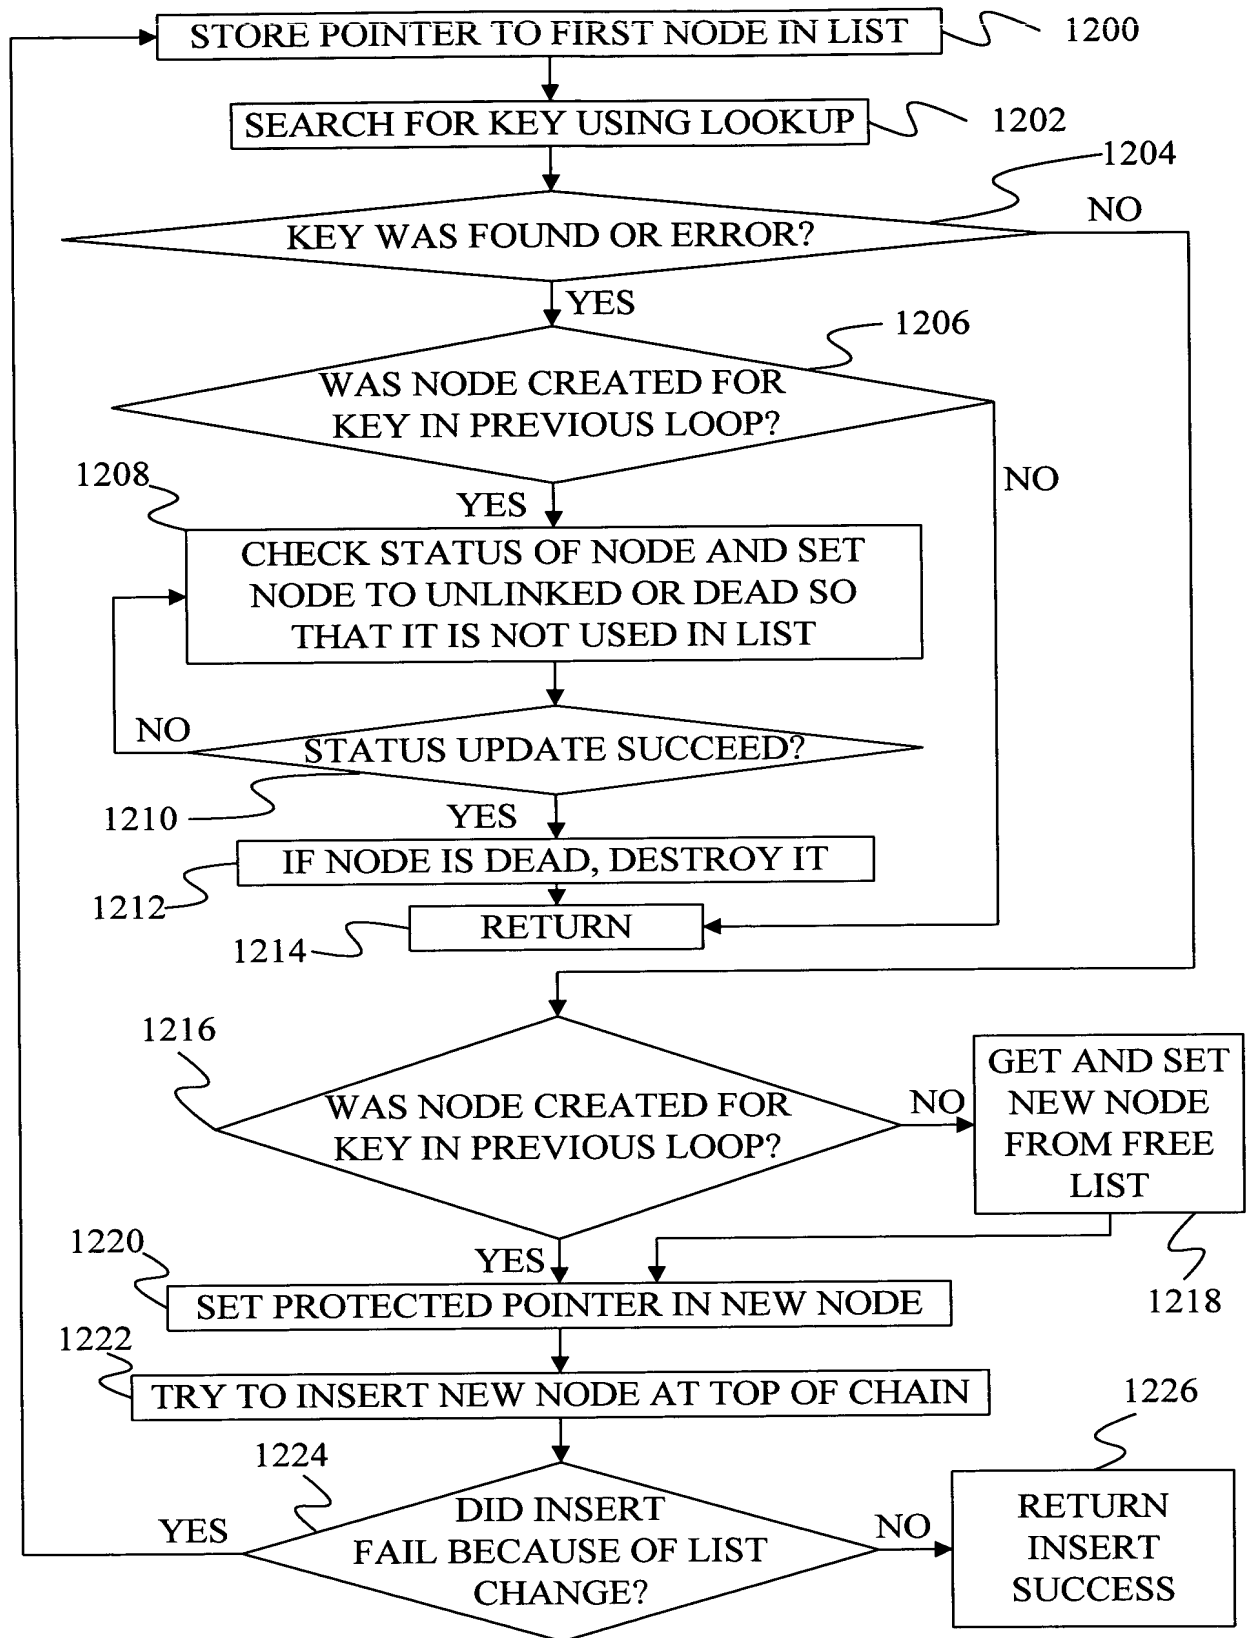 STORE POINTER TO FIRST NODE IN LIST
1200
SEARCH FOR KEY USING LOOKUP
1202
1204
KEY WAS FOUND OR ERROR?
NO
YES
1206
WAS NODE CREATED FOR
KEY IN PREVIOUS LOOP?
NO
1208
YES
CHECK STATUS OF NODE AND SET
NODE TO UNLINKED OR DEAD SO
THAT IT IS NOT USED IN LIST
NO
STATUS UPDATE SUCCEED?
1210
YES
IF NODE IS DEAD, DESTROY IT
1212
RETURN
1214
1216
WAS NODE CREATED FOR
KEY IN PREVIOUS LOOP?
NO
GET AND SET
NEW NODE
FROM FREE
LIST
1218
1220
YES
SET PROTECTED POINTER IN NEW NODE
1222
TRY TO INSERT NEW NODE AT TOP OF CHAIN
1224
DID INSERT
FAIL BECAUSE OF LIST
CHANGE?
YES
NO
1226
RETURN
INSERT
SUCCESS